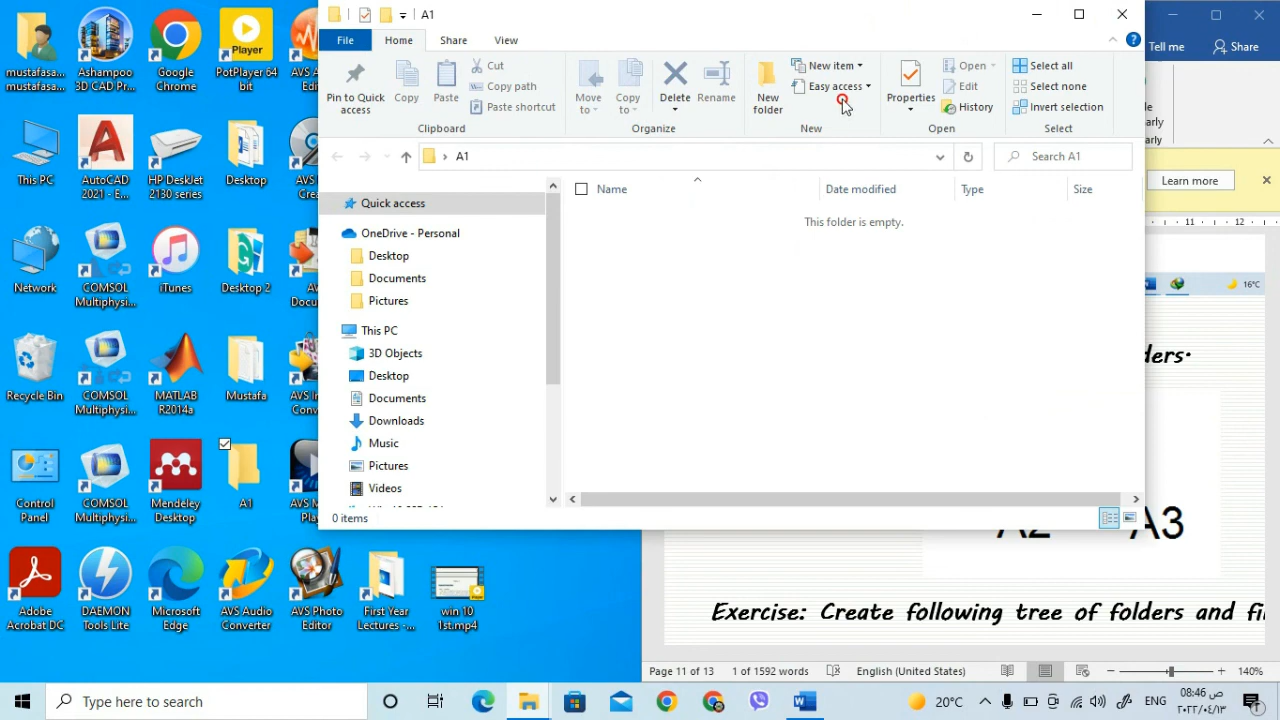 A1
File
Home
Share
View
Tell me
Share
Pin to Quick
access
Copy
Paste
Cut
Copy path
Paste shortcut
Move
to
Copy
to
Delete
Rename
New
folder
New item
Easy access
Properties
Open
Edit
History
Select all
Select none
Invert selection
Clipboard
Organize
New
Open
Select
A1
Search A1
Learn more
Quick access
OneDrive - Personal
Desktop
Documents
Pictures
This PC
3D Objects
Desktop
Documents
Downloads
Music
Pictures
Videos
Name
Date modified
Type
Size
This folder is empty.
0 items
mustafasa...
mustafasa...
Ashampoo
3D CAD Pr...
Google
Chrome
Player
PotPlayer 64
bit
This PC
AutoCAD
2021 - E...
HP DeskJet
2130 series
Desktop
Network
COMSOL
Multiphysi...
iTunes
Desktop 2
Recycle Bin
COMSOL
Multiphysi...
MATLAB
R2014a
Mustafa
Control
Panel
COMSOL
Multiphysi...
Mendeley
Desktop
A1
Adobe
Acrobat DC
DAEMON
Tools Lite
Microsoft
Edge
AVS Audio
Converter
AVS Photo
Editor
First Year
Lectures -...
win 10
1st.mp4
11
12
16°C
A3
Exercise: Create following tree of folders and
Page 11 of 13
1 of 1592 words
English (United States)
140%
Type here to search
20°C
ENG
08:46 ص
٢٠٢٢/٠٤/١٣